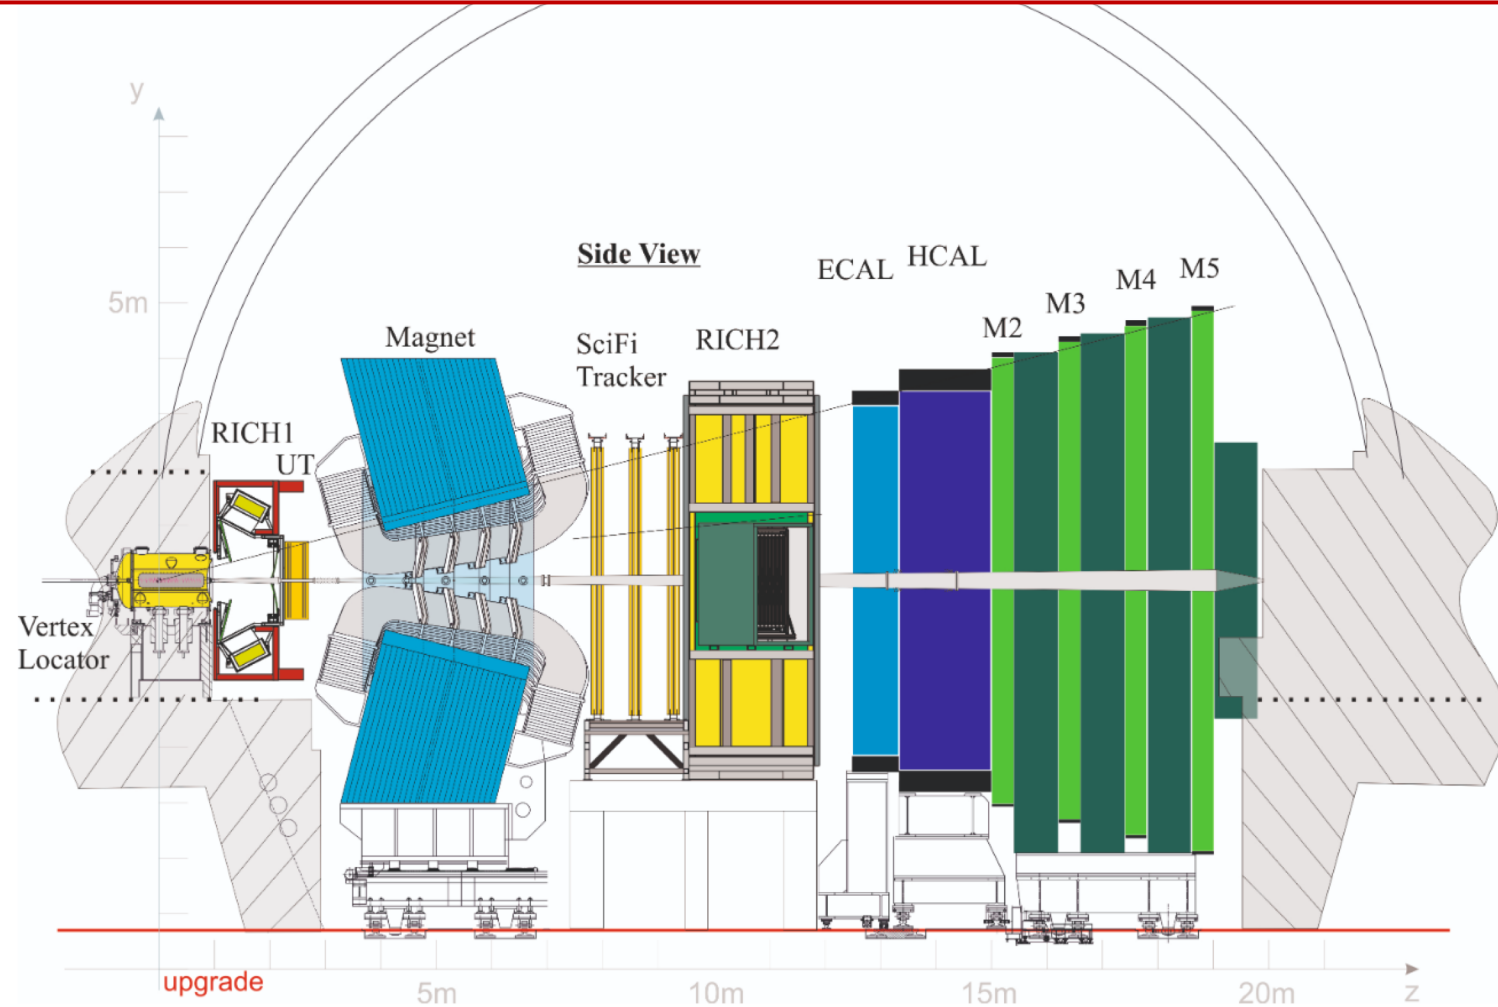 y
Side View
ECAL
HCAL
M5
M4
M3
M2
5m
Magnet
SciFi
Tracker
RICH2
RICH1
UT
Vertex
Locator
upgrade
5m
10m
15m
20m
z